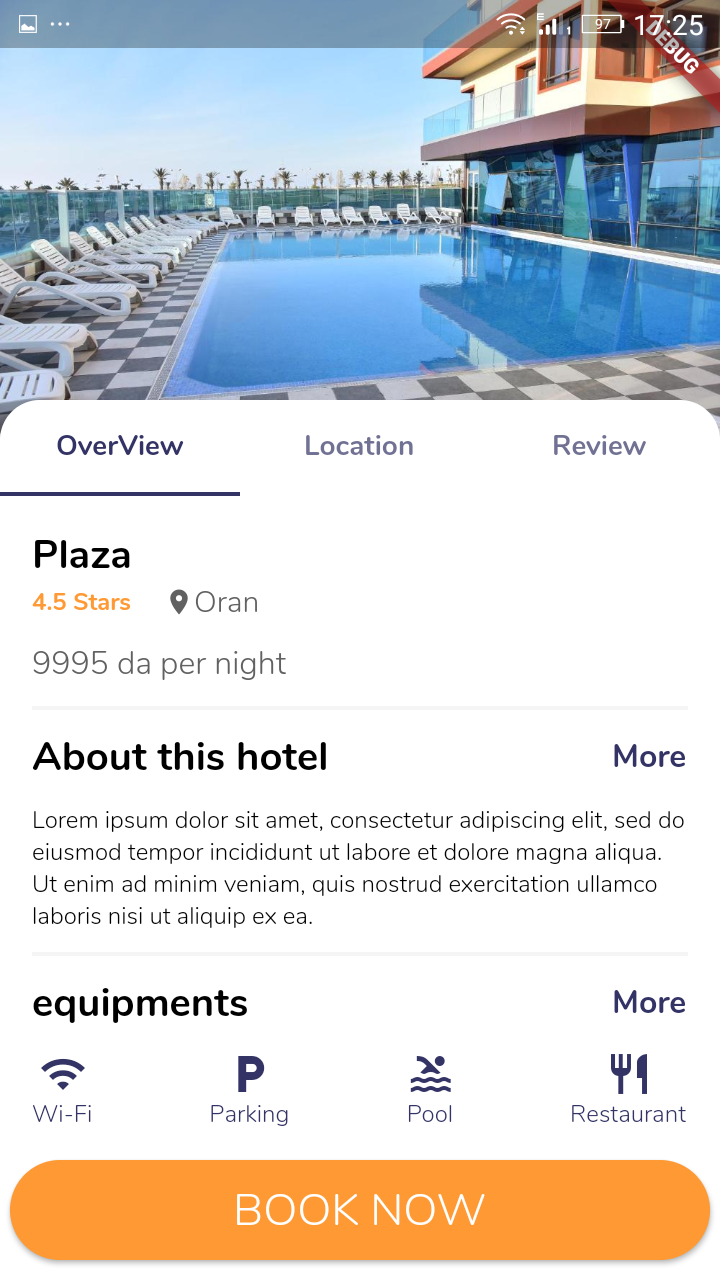 97 17:25
DEBUG
OverView Location Review
Plaza
4.5 Stars Oran
9995 da per night
About this hotel More
Lorem ipsum dolor sit amet, consectetur adipiscing elit, sed do
eiusmod tempor incididunt ut labore et dolore magna aliqua.
Ut enim ad minim veniam, quis nostrud exercitation ullamco
laboris nisi ut aliquip ex ea.
equipments More
Wi-Fi Parking Pool Restaurant
BOOK NOW